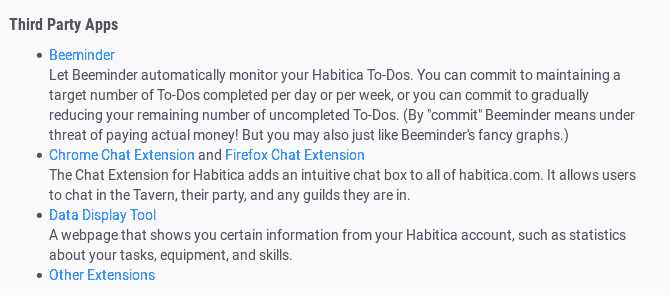 Third Party Apps
• Beeminder
Let Beeminder automatically monitor your Habitica To-Dos. You can commit to maintaining a
target number of To-Dos completed per day or per week, or you can commit to gradually
reducing your remaining number of uncompleted To-Dos. (By "commit" Beeminder means under
threat of paying actual money! But you may also just like Beeminder's fancy graphs.)
• Chrome Chat Extension and Firefox Chat Extension
The Chat Extension for Habitica adds an intuitive chat box to all of habitica.com. It allows users
to chat in the Tavern, their party, and any guilds they are in.
• Data Display Tool
A webpage that shows you certain information from your Habitica account, such as statistics
about your tasks, equipment, and skills.
• Other Extensions